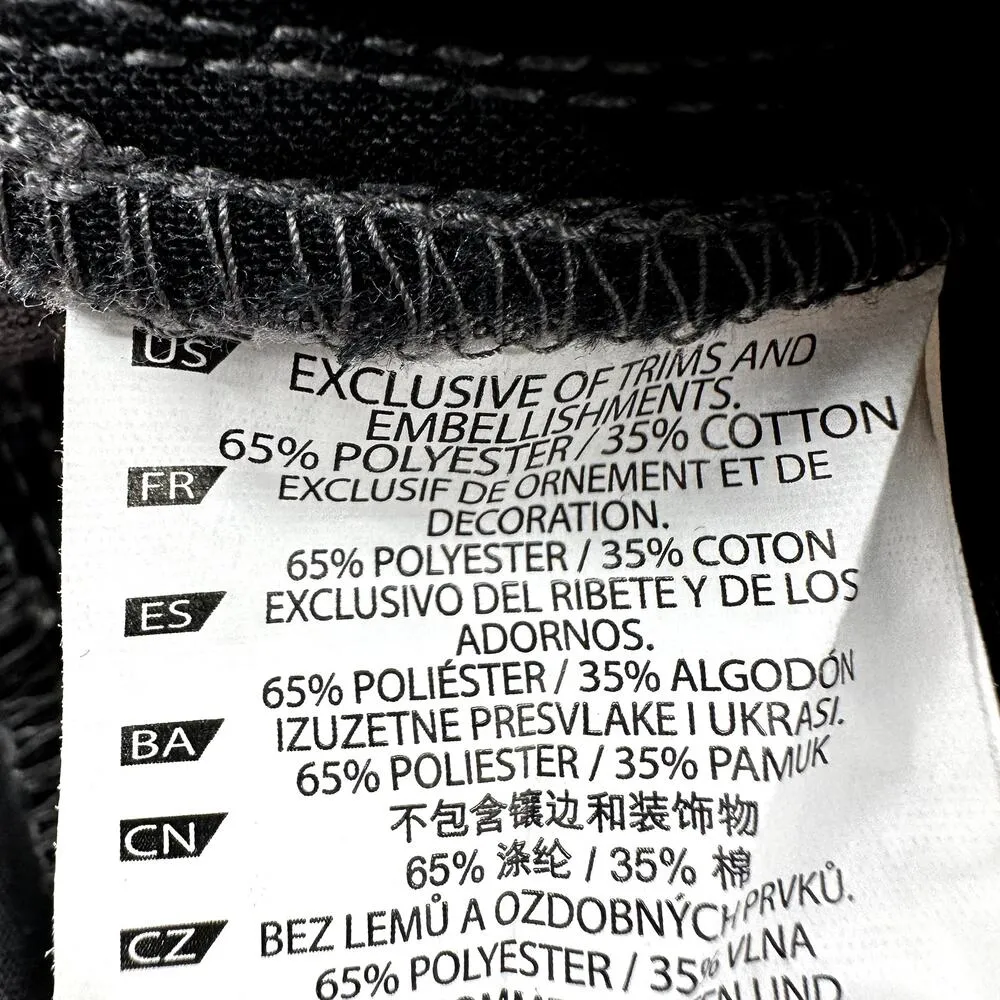 US
EXCLUSIVE OF TRIMS AND
EMBELLISHMENTS.
65% POLYESTER / 35% COTTON
FR
EXCLUSIF DE ORNEMENT ET DE
DECORATION.
65% POLYESTER / 35% COTON
ES
EXCLUSIVO DEL RIBETE Y DE LOS
ADORNOS.
65% POLIÉSTER / 35% ALGODÓN
BA
IZUZETNE PRESVLAKE I UKRASI.
65% POLIESTER / 35% PAMUK
CN
不包含镶边和装饰物
65% 涤纶 / 35% 棉
CZ
BEZ LEMŮ A OZDOBNÝCH PRVKŮ.
65% POLYESTER / 35% VLNA